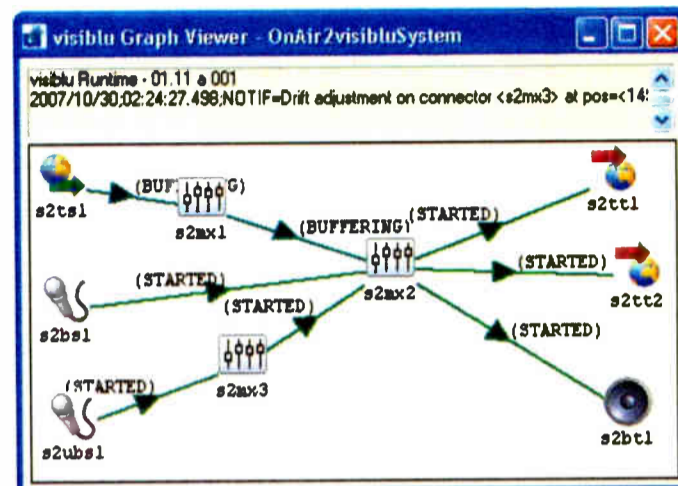 visiblu Graph Viewer - OnAir2visibluSystem
visiblu Runtime - 01.11 a 001
2007/10/30;02:24:27.498;NOTIF=Drift adjustment on connector <s2mx3> at pos=<14
s2ts1
(BUFFERING)
s2mx1
(BUFFERING)
(STARTED)
s2tt1
s2bs1
(STARTED)
s2mx2
(STARTED)
s2tt2
(STARTED)
s2mx3
(STARTED)
s2bt1
(STARTED)
s2ubs1